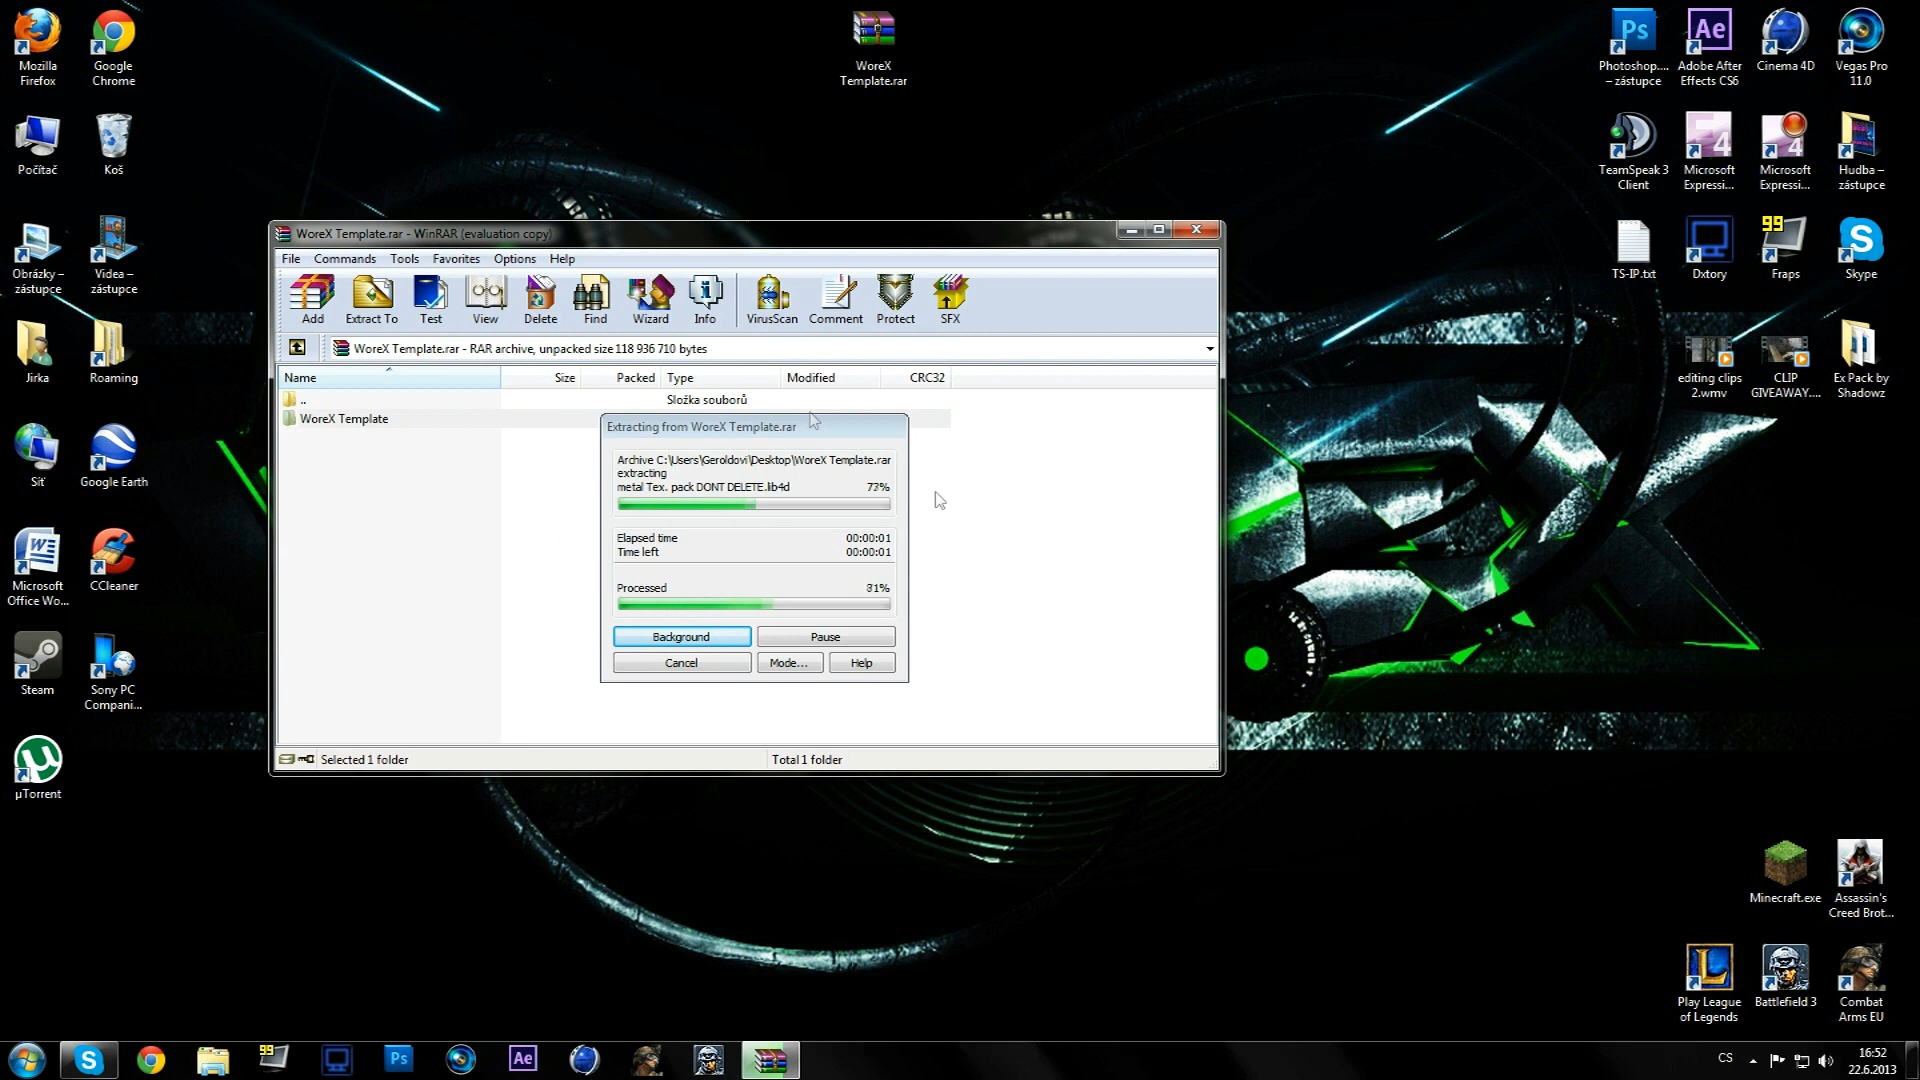 Mozilla
Firefox
Google
Chrome
WoreX
Template.rar
Ps
Photoshop....
– zástupce
Ae
Adobe After
Effects CS6
Cinema 4D
Vegas Pro
11.0
Počítač
Koš
TeamSpeak 3
Client
4
Microsoft
Expressi...
4
Microsoft
Expressi...
Hudba –
zástupce
Obrázky –
zástupce
Videa –
zástupce
TS-IP.txt
Dxtory
99
Fraps
S
Skype
Jirka
Roaming
editing clips
2.wmv
CLIP
GIVEAWAY....
Ex Pack by
Shadowz
Síť
Google Earth
W
Microsoft
Office Wo...
CCleaner
Steam
Sony PC
Compani...
µTorrent
WoreX Template.rar - WinRAR (evaluation copy)
File Commands Tools Favorites Options Help
Add Extract To Test View Delete Find Wizard Info VirusScan Comment Protect SFX
WoreX Template.rar - RAR archive, unpacked size 118 936 710 bytes
Name Size Packed Type Modified CRC32
.. Složka souborů
WoreX Template
Extracting from WoreX Template.rar
Archive C:\Users\Geroldovi\Desktop\WoreX Template.rar
extracting
metal Tex. pack DONT DELETE.lib4d
Elapsed time 00:00:01
Time left 00:00:01
Processed
Background Pause
Cancel Mode... Help
Selected 1 folder Total 1 folder
Minecraft.exe
Assassin's
Creed Brot...
L
Play League
of Legends
Battlefield 3
Combat
Arms EU
S
99
Ps
Ae
CS
16:52
22.6.2013